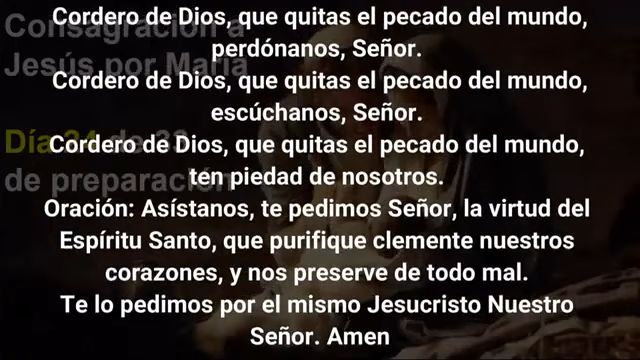 Cordero de Dios, que quitas el pecado del mundo,
perdónanos, Señor.
Cordero de Dios, que quitas el pecado del mundo,
escúchanos, Señor.
Cordero de Dios, que quitas el pecado del mundo,
ten piedad de nosotros.
Oración: Asístanos, te pedimos Señor, la virtud del
Espíritu Santo, que purifique clemente nuestros
corazones, y nos preserve de todo mal.
Te lo pedimos por el mismo Jesucristo Nuestro
Señor. Amen
Consagración a
Jesús por María
Día de 33
de preparación